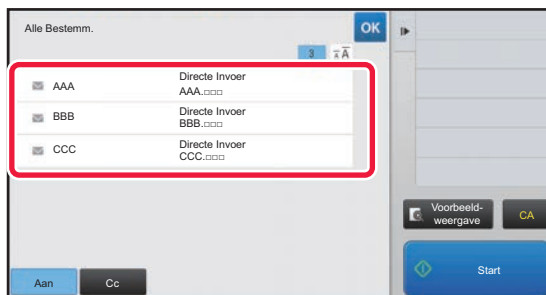 Alle Bestemm.
OK
3
AAA
Directe Invoer
AAA.□□□
BBB
Directe Invoer
BBB.□□□
CCC
Directe Invoer
CCC.□□□
Voorbeeld-
weergave
CA
Start
Aan
Cc